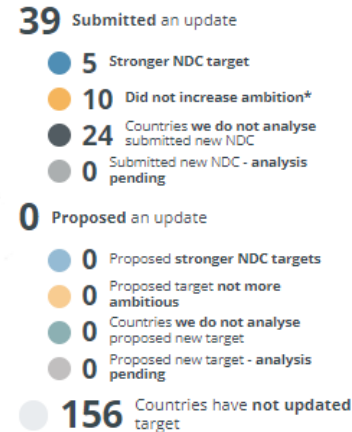 39 Submitted an update
5 Stronger NDC target
10 Did not increase ambition*
24 Countries we do not analyse
submitted new NDC
0 Submitted new NDC - analysis
pending
0 Proposed an update
0 Proposed stronger NDC targets
0 Proposed target not more
ambitious
0 Countries we do not analyse
proposed new target
0 Proposed new target - analysis
pending
156 Countries have not updated
target